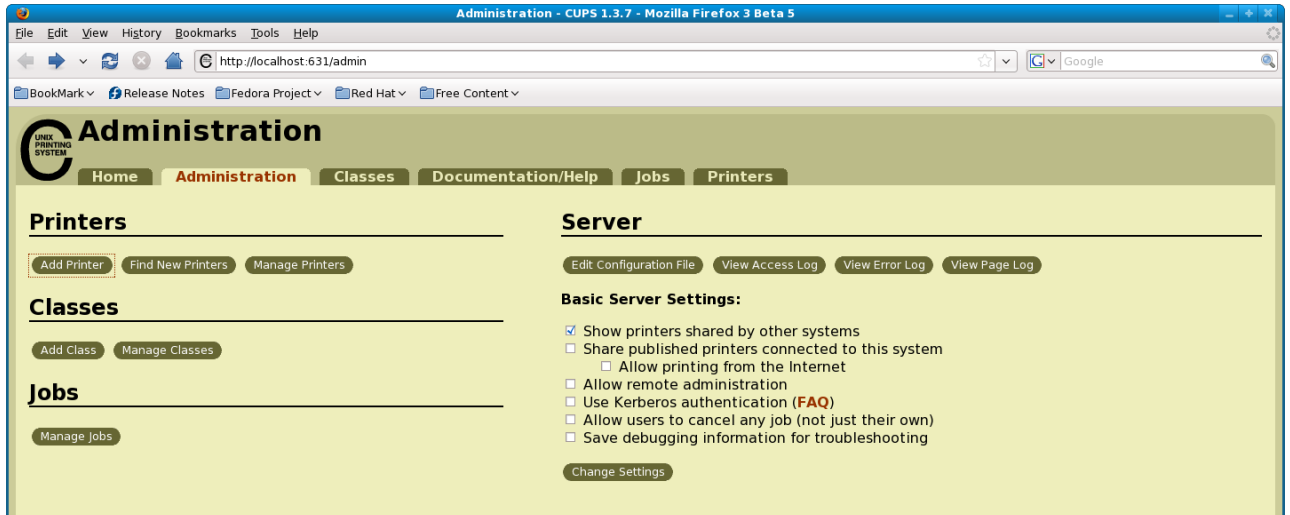 Administration - CUPS 1.3.7 - Mozilla Firefox 3 Beta 5
File Edit View History Bookmarks Tools Help
http://localhost:631/admin
Google
BookMark Release Notes Fedora Project Red Hat Free Content
UNIX
PRINTING
SYSTEM
Administration
Home Administration Classes Documentation/Help Jobs Printers
Printers
Add Printer Find New Printers Manage Printers
Classes
Add Class Manage Classes
Jobs
Manage Jobs
Server
Edit Configuration File View Access Log View Error Log View Page Log
Basic Server Settings:
Show printers shared by other systems
Share published printers connected to this system
Allow printing from the Internet
Allow remote administration
Use Kerberos authentication (FAQ)
Allow users to cancel any job (not just their own)
Save debugging information for troubleshooting
Change Settings